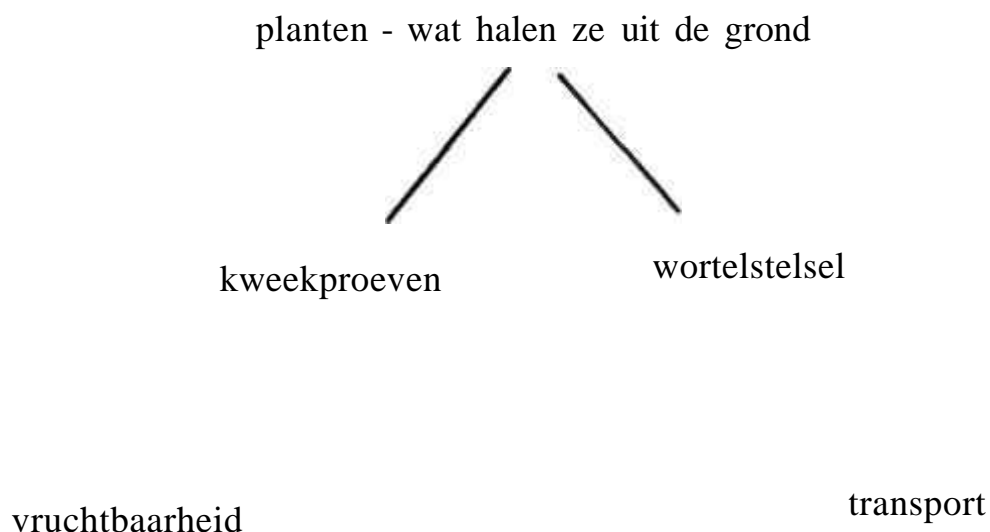 planten - wat halen ze uit de grond
kweekproeven
wortelstelsel
vruchtbaarheid
transport